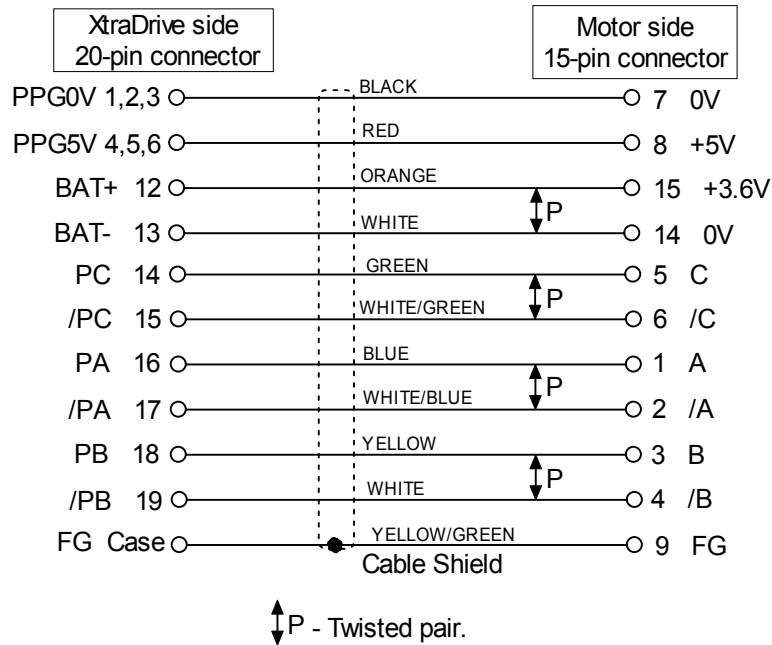 XtraDrive side
20-pin connector
Motor side
15-pin connector
PPG0V 1,2,3 BLACK 7 0V
PPG5V 4,5,6 RED 8 +5V
BAT+ 12 ORANGE 15 +3.6V
P
BAT- 13 WHITE 14 0V
PC 14 GREEN 5 C
P
/PC 15 WHITE/GREEN 6 /C
PA 16 BLUE 1 A
P
/PA 17 WHITE/BLUE 2 /A
PB 18 YELLOW 3 B
P
/PB 19 WHITE 4 /B
FG Case YELLOW/GREEN 9 FG
Cable Shield
P - Twisted pair.